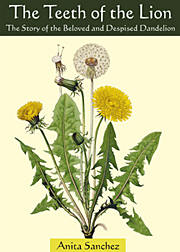 The Teeth of the Lion
The Story of the Beloved and Despised Dandelion
Anita Sanchez